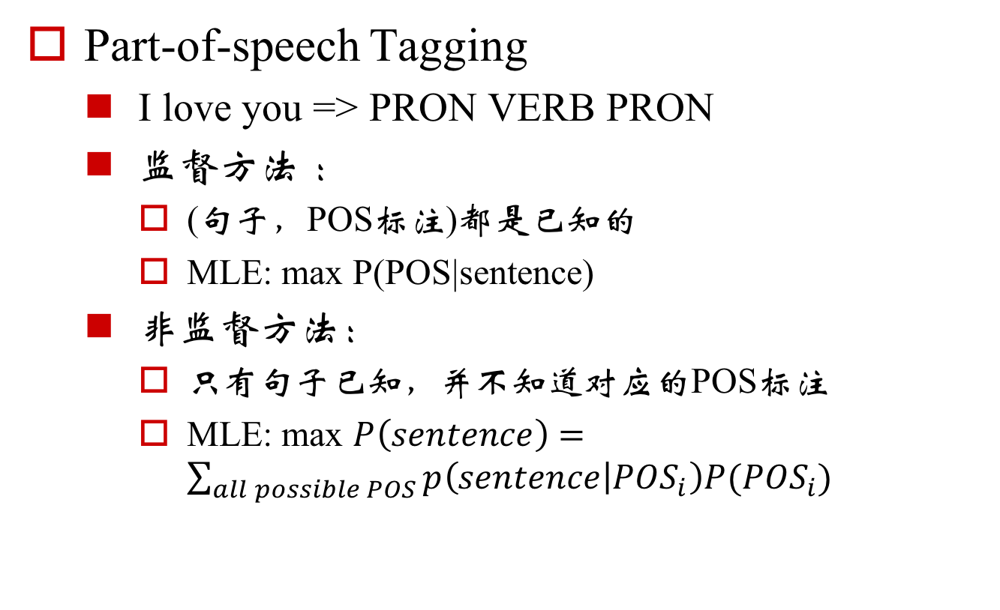 Part-of-speech Tagging
I love you => PRON VERB PRON
监督方法：
(句子，POS标注)都是已知的
MLE: max P(POS|sentence)
非监督方法：
只有句子已知，并不知道对应的POS标注
MLE: max P(sentence) =
∑all possible POS p(sentence|POSi)P(POSi)